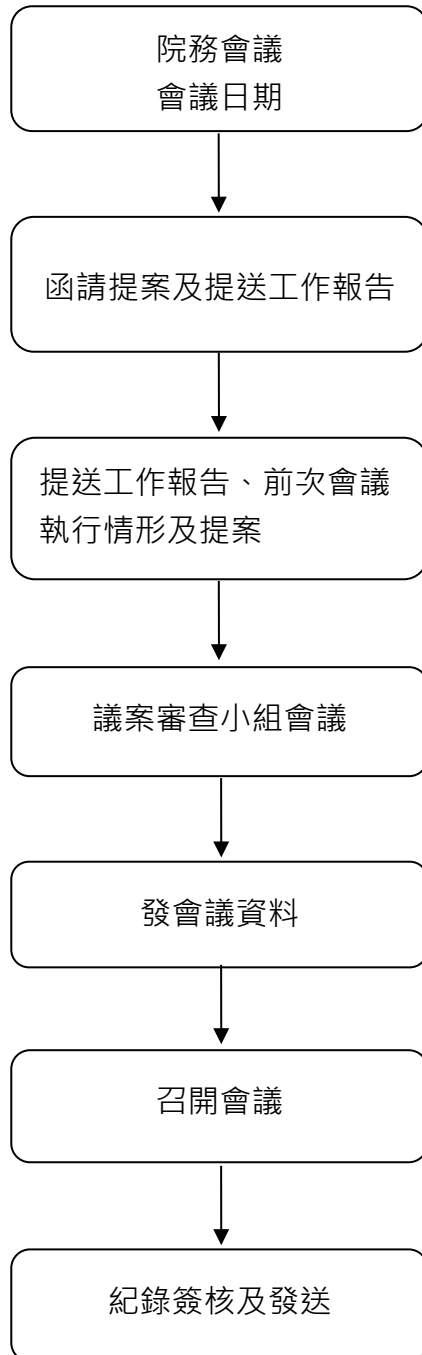 院務會議
會議日期
函請提案及提送工作報告
提送工作報告、前次會議
執行情形及提案
議案審查小組會議
發會議資料
召開會議
紀錄簽核及發送